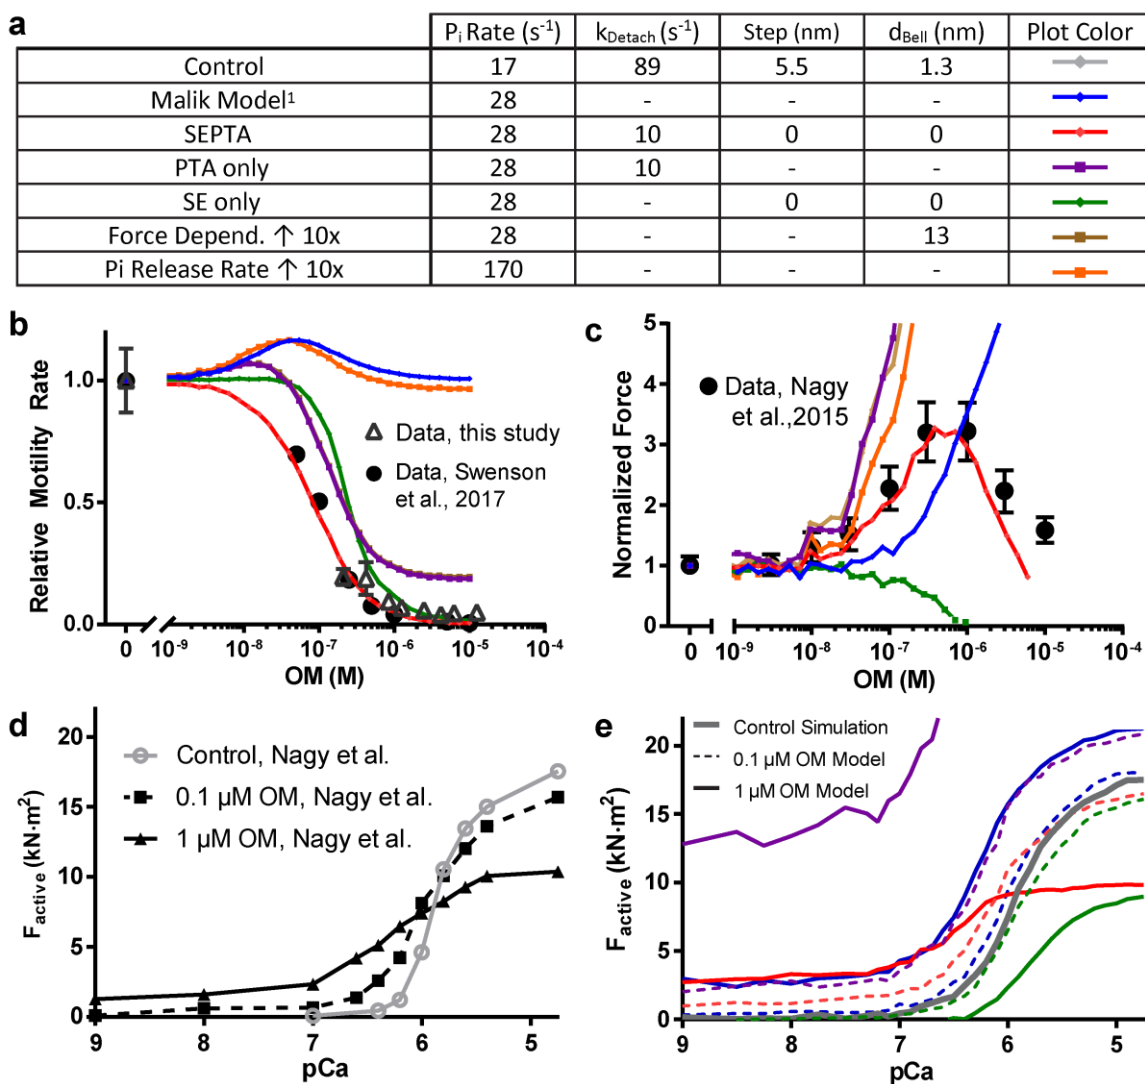 a
Pi Rate (s⁻¹) kDetach (s⁻¹) Step (nm) dBell (nm) Plot Color
Control 17 89 5.5 1.3
Malik Model¹ 28 - - -
SEPTA 28 10 0 0
PTA only 28 10 - -
SE only 28 - 0 0
Force Depend. ↑ 10x 28 - - 13
Pi Release Rate ↑ 10x 170 - - -
b
Relative Motility Rate
1.0
0.5
0.0
Data, this study
Data, Swenson
et al., 2017
0 10⁻⁹ 10⁻⁸ 10⁻⁷ 10⁻⁶ 10⁻⁵ 10⁻⁴
OM (M)
c
Normalized Force
5
4
3
2
1
0
Data, Nagy
et al.,2015
0 10⁻⁹ 10⁻⁸ 10⁻⁷ 10⁻⁶ 10⁻⁵ 10⁻⁴
OM (M)
d
Factive (kN·m²)
20
15
10
5
0
Control, Nagy et al.
0.1 µM OM, Nagy et al.
1 µM OM, Nagy et al.
9 8 7 6 5
pCa
e
Factive (kN·m²)
20
15
10
5
0
Control Simulation
0.1 µM OM Model
1 µM OM Model
9 8 7 6 5
pCa